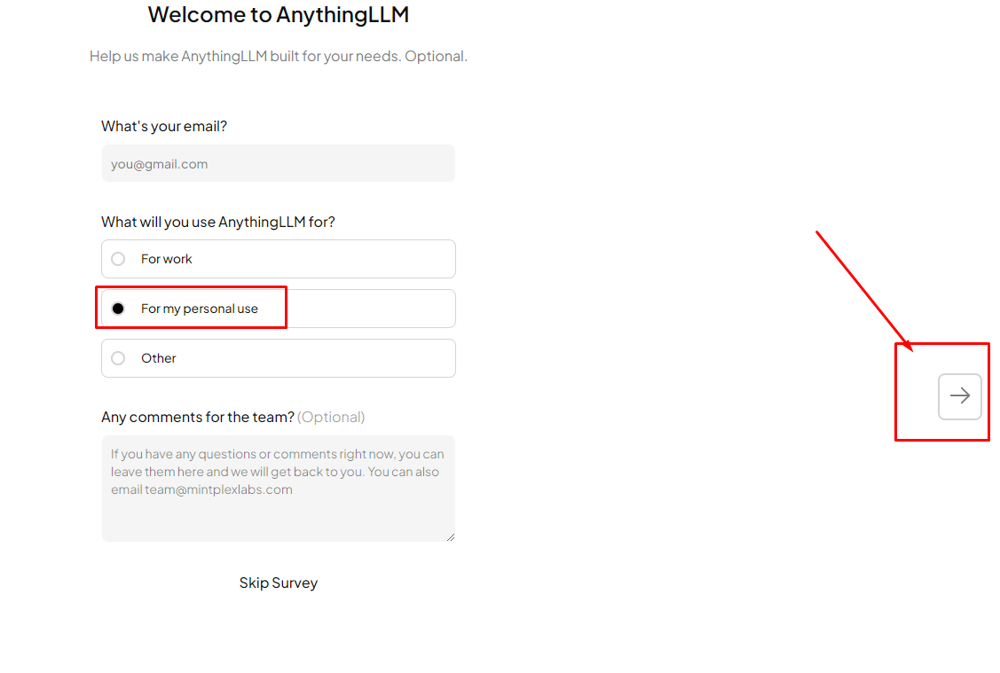 Welcome to AnythingLLM
Help us make AnythingLLM built for your needs. Optional.
What's your email?
you@gmail.com
What will you use AnythingLLM for?
For work
For my personal use
Other
Any comments for the team? (Optional)
If you have any questions or comments right now, you can
leave them here and we will get back to you. You can also
email team@mintplexlabs.com
Skip Survey